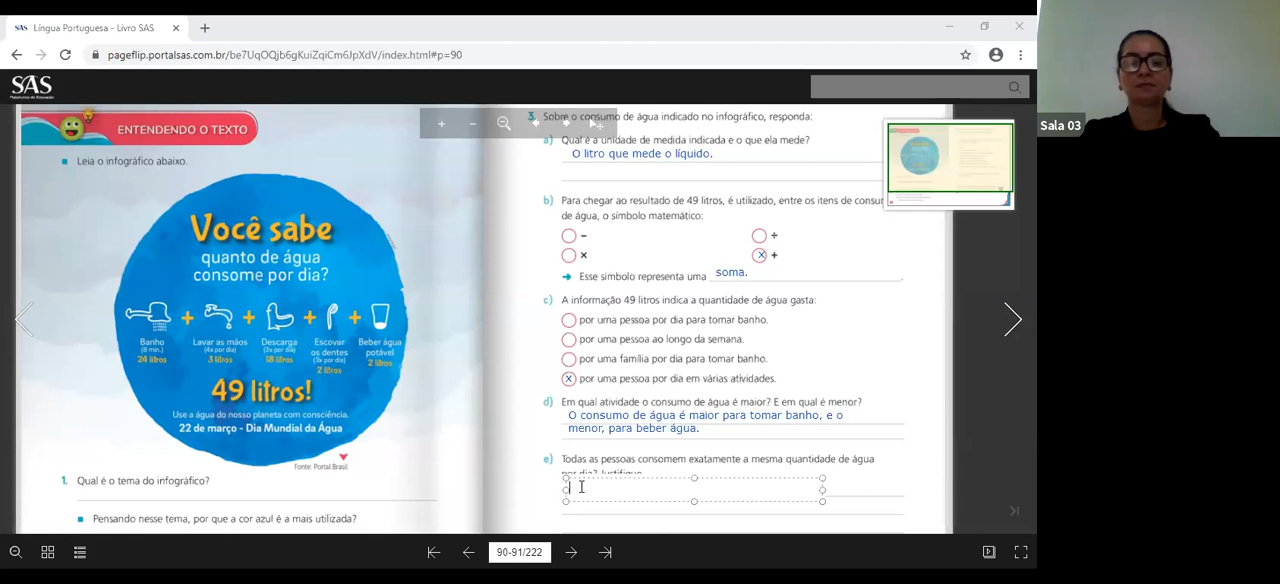 SAS Língua Portuguesa - Livro SAS
pageflip.portalsas.com.br/be7UqOQjb6gKuiZqiCm6JpXdV/index.html#p=90
SAS
Plataforma de Educação
Sala 03
ENTENDENDO O TEXTO
Leia o infográfico abaixo.
Você sabe
quanto de água
consome por dia?
+ + + +
Banho
(8 min.)
24 litros
Lavar as mãos
(4x por dia)
3 litros
Descarga
(3x por dia)
18 litros
Escovar
os dentes
(3x por dia)
2 litros
Beber água
potável
2 litros
49 litros!
Use a água do nosso planeta com consciência.
22 de março - Dia Mundial da Água
Fonte: Portal Brasil
1. Qual é o tema do infográfico?
Pensando nesse tema, por que a cor azul é a mais utilizada?
3. Sobre o consumo de água indicado no infográfico, responda:
a) Qual é a unidade de medida indicada e o que ela mede?
O litro que mede o líquido.
b) Para chegar ao resultado de 49 litros, é utilizado, entre os itens de consu
de água, o símbolo matemático:
- ÷
× x +
Esse símbolo representa uma soma. .
c) A informação 49 litros indica a quantidade de água gasta:
por uma pessoa por dia para tomar banho.
por uma pessoa ao longo da semana.
por uma família por dia para tomar banho.
x por uma pessoa por dia em várias atividades.
d) Em qual atividade o consumo de água é maior? E em qual é menor?
O consumo de água é maior para tomar banho, e o
menor, para beber água.
e) Todas as pessoas consomem exatamente a mesma quantidade de água
por dia? Justifique.
90-91/222